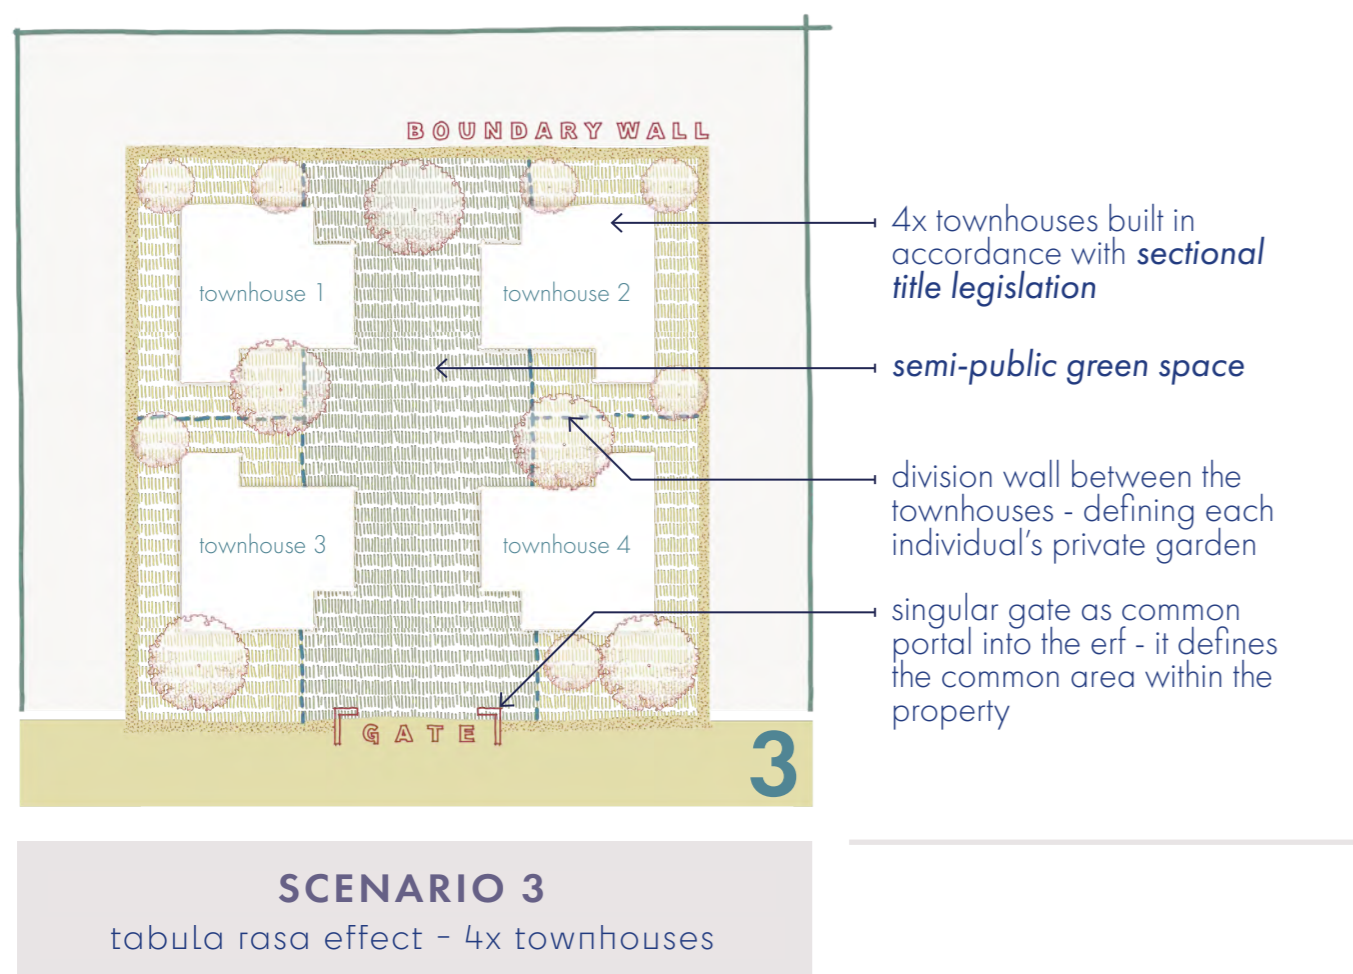 BOUNDARY WALL
townhouse 1
townhouse 2
townhouse 3
townhouse 4
GATE
3
4x townhouses built in
accordance with sectional
title legislation
semi-public green space
division wall between the
townhouses - defining each
individual's private garden
singular gate as common
portal into the erf - it defines
the common area within the
property
SCENARIO 3
tabula rasa effect - 4x townhouses